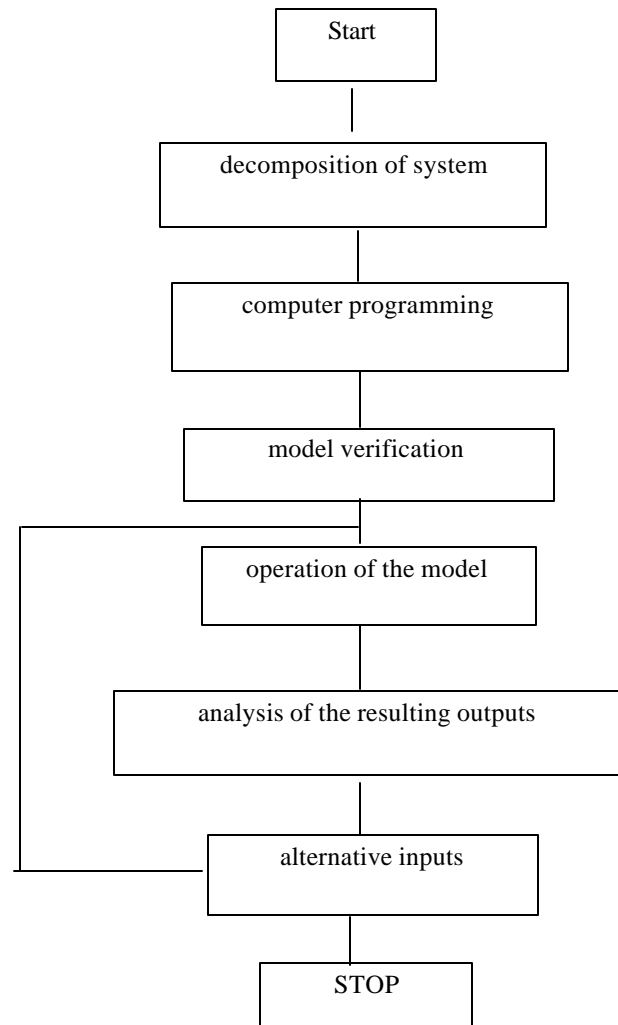 Start
decomposition of system
computer programming
model verification
operation of the model
analysis of the resulting outputs
alternative inputs
STOP